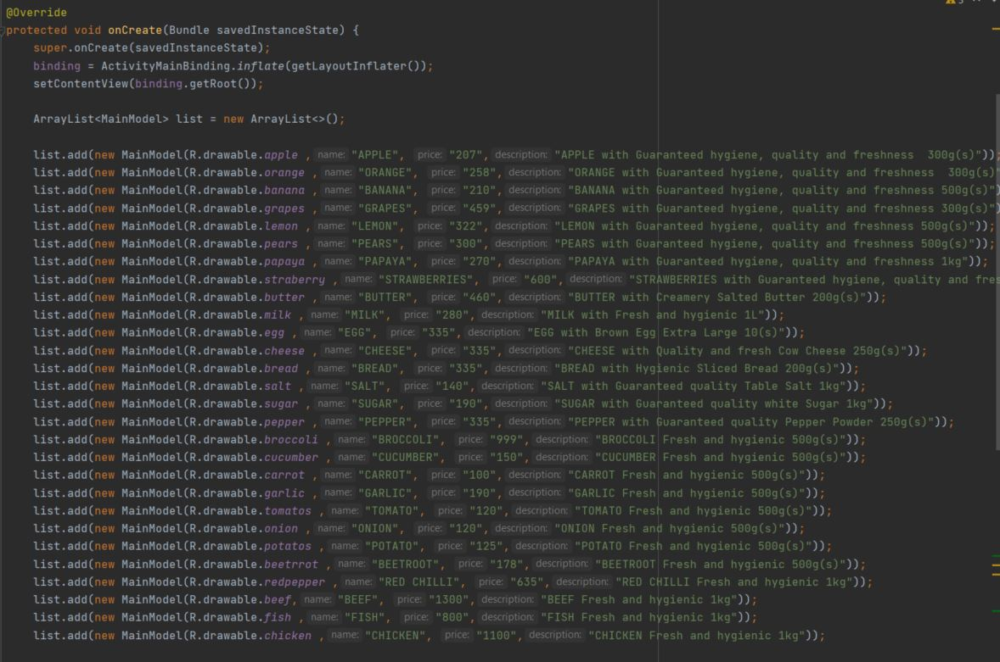 @Override
protected void onCreate(Bundle savedInstanceState) {
super.onCreate(savedInstanceState);
binding = ActivityMainBinding.inflate(getLayoutInflater());
setContentView(binding.getRoot());
ArrayList<MainModel> list = new ArrayList<>();
list.add(new MainModel(R.drawable.apple , name: "APPLE", price: "207", description: "APPLE with Guaranteed hygiene, quality and freshness  300g(s)"));
list.add(new MainModel(R.drawable.orange , name: "ORANGE", price: "258", description: "ORANGE with Guaranteed hygiene, quality and freshness  300g(s)"
list.add(new MainModel(R.drawable.banana , name: "BANANA", price: "210", description: "BANANA with Guaranteed hygiene, quality and freshness 500g(s)")
list.add(new MainModel(R.drawable.grapes , name: "GRAPES", price: "459", description: "GRAPES with Guaranteed hygiene, quality and freshness 300g(s)")
list.add(new MainModel(R.drawable.lemon , name: "LEMON", price: "322", description: "LEMON with Guaranteed hygiene, quality and freshness 500g(s)"));
list.add(new MainModel(R.drawable.pears , name: "PEARS", price: "300", description: "PEARS with Guaranteed hygiene, quality and freshness 500g(s)"));
list.add(new MainModel(R.drawable.papaya , name: "PAPAYA", price: "270", description: "PAPAYA with Guaranteed hygiene, quality and freshness 1kg"));
list.add(new MainModel(R.drawable.straberry , name: "STRAWBERRIES", price: "600", description: "STRAWBERRIES with Guaranteed hygiene, quality and fres
list.add(new MainModel(R.drawable.butter , name: "BUTTER", price: "460", description: "BUTTER with Creamery Salted Butter 200g(s)"));
list.add(new MainModel(R.drawable.milk , name: "MILK", price: "280", description: "MILK with Fresh and hygienic 1L"));
list.add(new MainModel(R.drawable.egg , name: "EGG", price: "335", description: "EGG with Brown Egg Extra Large 10(s)"));
list.add(new MainModel(R.drawable.cheese , name: "CHEESE", price: "335", description: "CHEESE with Quality and fresh Cow Cheese 250g(s)"));
list.add(new MainModel(R.drawable.bread , name: "BREAD", price: "335", description: "BREAD with Hygienic Sliced Bread 200g(s)"));
list.add(new MainModel(R.drawable.salt , name: "SALT", price: "140", description: "SALT with Guaranteed quality Table Salt 1kg"));
list.add(new MainModel(R.drawable.sugar , name: "SUGAR", price: "190", description: "SUGAR with Guaranteed quality white Sugar 1kg"));
list.add(new MainModel(R.drawable.pepper , name: "PEPPER", price: "335", description: "PEPPER with Guaranteed quality Pepper Powder 250g(s)"));
list.add(new MainModel(R.drawable.broccoli , name: "BROCCOLI", price: "999", description: "BROCCOLI Fresh and hygienic 500g(s)"));
list.add(new MainModel(R.drawable.cucumber , name: "CUCUMBER", price: "150", description: "CUCUMBER Fresh and hygienic 500g(s)"));
list.add(new MainModel(R.drawable.carrot , name: "CARROT", price: "100", description: "CARROT Fresh and hygienic 500g(s)"));
list.add(new MainModel(R.drawable.garlic , name: "GARLIC", price: "190", description: "GARLIC Fresh and hygienic 500g(s)"));
list.add(new MainModel(R.drawable.tomatos , name: "TOMATO", price: "120", description: "TOMATO Fresh and hygienic 500g(s)"));
list.add(new MainModel(R.drawable.onion , name: "ONION", price: "120", description: "ONION Fresh and hygienic 500g(s)"));
list.add(new MainModel(R.drawable.potatos , name: "POTATO", price: "125", description: "POTATO Fresh and hygienic 500g(s)"));
list.add(new MainModel(R.drawable.beetrrot , name: "BEETROOT", price: "178", description: "BEETROOT Fresh and hygienic 500g(s)"));
list.add(new MainModel(R.drawable.redpepper , name: "RED CHILLI", price: "635", description: "RED CHILLI Fresh and hygienic 1kg"));
list.add(new MainModel(R.drawable.beef, name: "BEEF", price: "1300", description: "BEEF Fresh and hygienic 1kg"));
list.add(new MainModel(R.drawable.fish , name: "FISH", price: "800", description: "FISH Fresh and hygienic 1kg"));
list.add(new MainModel(R.drawable.chicken , name: "CHICKEN", price: "1100", description: "CHICKEN Fresh and hygienic 1kg"));